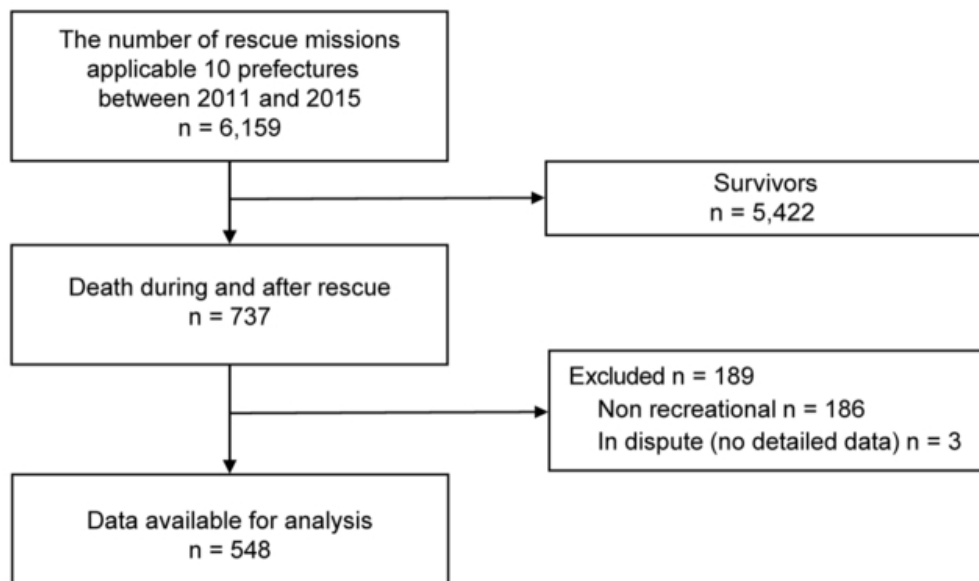 The number of rescue missions
applicable 10 prefectures
between 2011 and 2015
n = 6,159
Survivors
n = 5,422
Death during and after rescue
n = 737
Excluded n = 189
Non recreational n = 186
In dispute (no detailed data) n = 3
Data available for analysis
n = 548